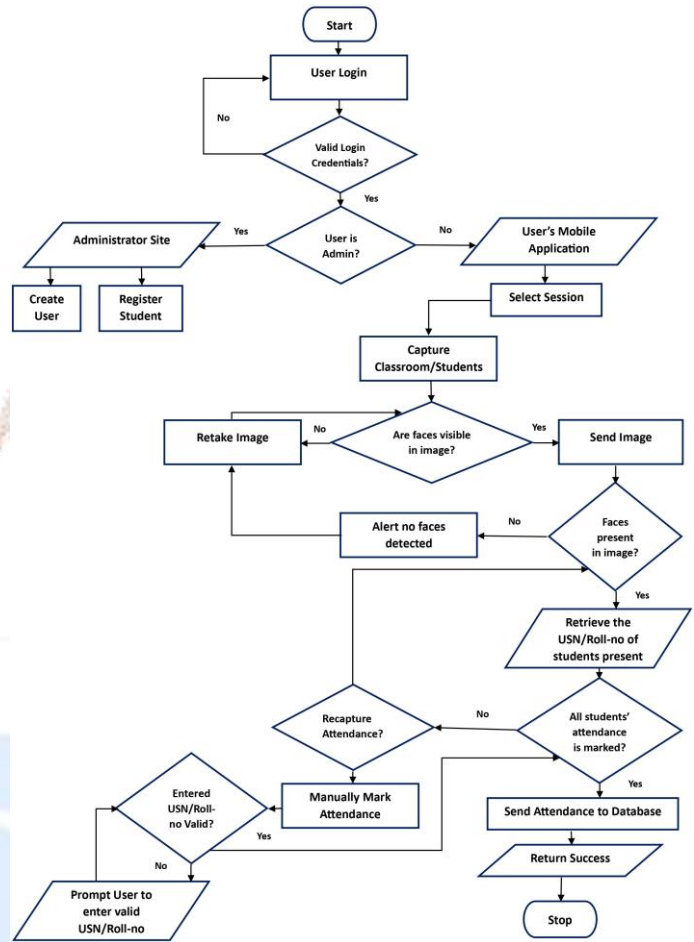 Start
User Login
No
Valid Login
Credentials?
Yes
Administrator Site
Yes
User is
Admin?
No
User's Mobile
Application
Create
User
Register
Student
Select Session
Capture
Classroom/Students
Retake Image
No
Are faces visible
in image?
Yes
Send Image
Alert no faces
detected
No
Faces
present
in image?
Yes
Retrieve the
USN/Roll-no of
students present
Recapture
Attendance?
No
All students'
attendance
is marked?
Yes
Entered
USN/Roll-
no Valid?
Yes
Manually Mark
Attendance
Send Attendance to Database
No
Return Success
Prompt User to
enter valid
USN/Roll-no
Stop